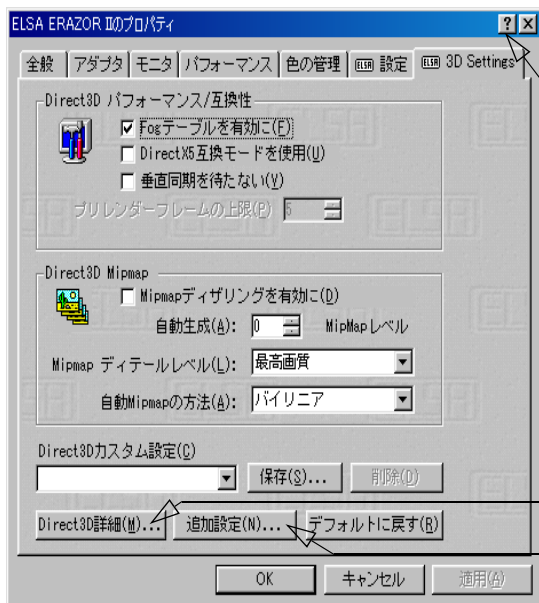 ELSA ERAZOR IIのプロパティ ? ×
全般 アダプタ モニタ パフォーマンス 色の管理 ELSA 設定 ELSA 3D Settings
Direct3D パフォーマンス/互換性
Fogテーブルを有効に(F)
DirectX5互換モードを使用(U)
垂直同期を待たない(Y)
プリレンダーフレームの上限(P) 5
Direct3D Mipmap
Mipmapディザリングを有効に(D)
自動生成(A): 0 MipMapレベル
Mipmap ディテールレベル(L): 最高画質
自動Mipmapの方法(A): バイリニア
Direct3Dカスタム設定(C)
保存(S)... 削除(D)
Direct3D詳細(M)... 追加設定(N)... デフォルトに戻す(R)
OK キャンセル 適用(A)